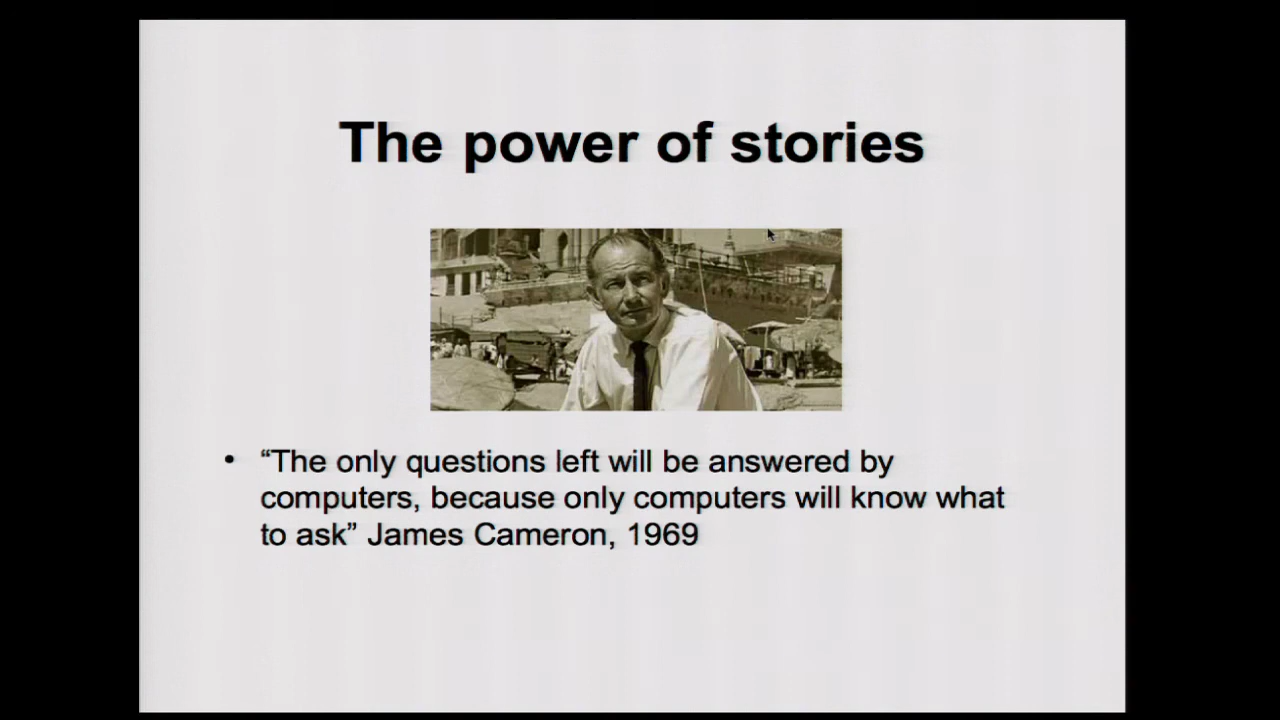 The power of stories
• “The only questions left will be answered by
computers, because only computers will know what
to ask” James Cameron, 1969